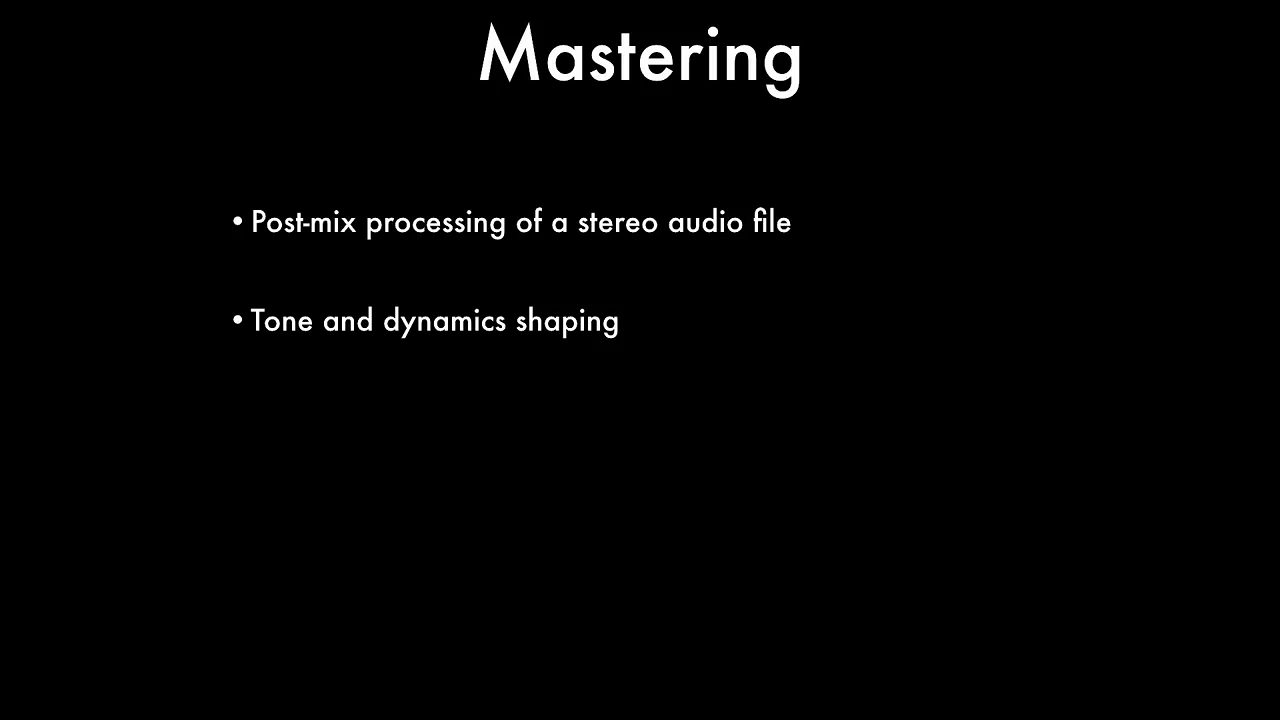 Mastering
• Post-mix processing of a stereo audio file
• Tone and dynamics shaping